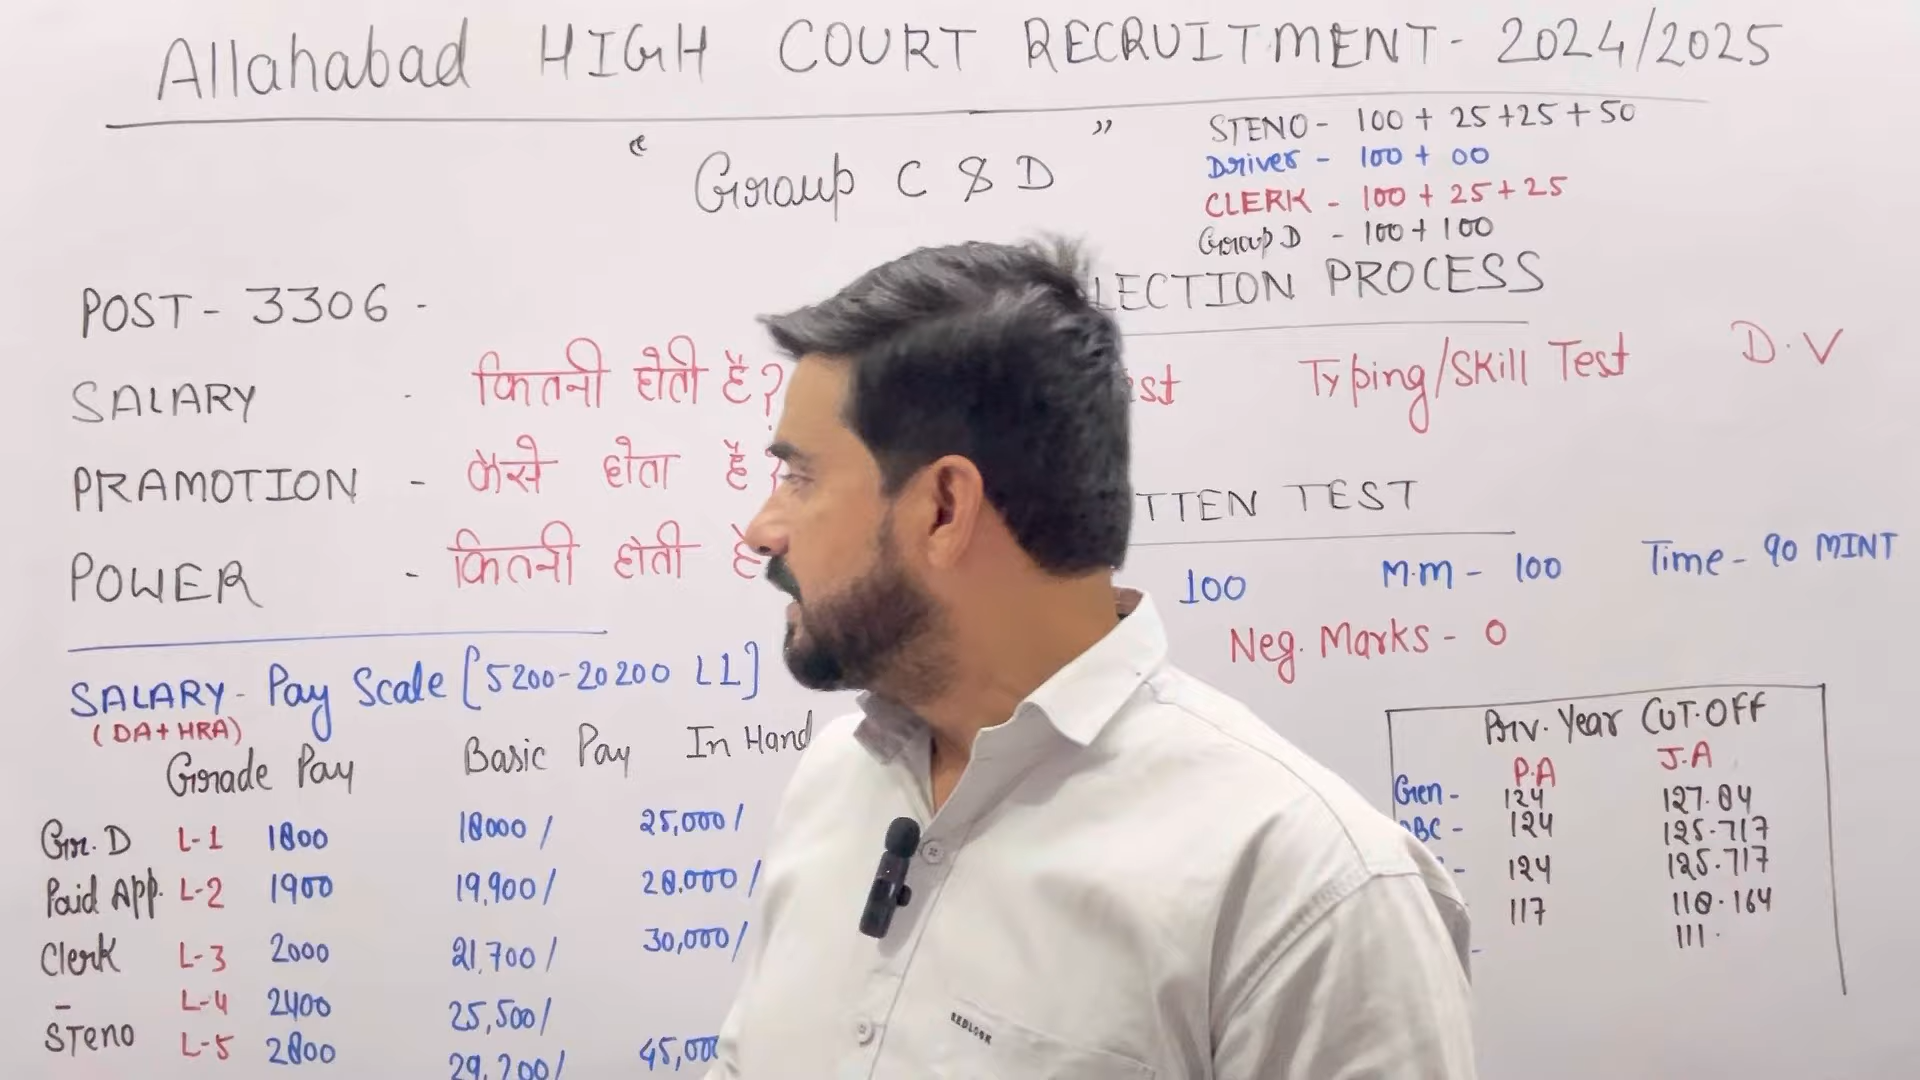 Allahabad HIGH COURT RECRUITMENT - 2024/2025
" Group C & D "
STENO - 100 + 25 + 25 + 50
Driver - 100 + 00
CLERK - 100 + 25 + 25
Group D - 100 + 100
POST - 3306 -
SALARY - कितनी होती है?
PRAMOTION - कैसे होता है?
POWER - कितनी होती है
LECTION PROCESS
est Typing/Skill Test D.V
TTEN TEST
100 M.M - 100 Time - 90 MINT
Neg. Marks - 0
SALARY - Pay Scale [5200-20200 L1]
(DA+HRA)
Grade Pay Basic Pay In Hand
Gr. D L-1 1800 18000/ 25,000/
Paid App. L-2 1900 19,900/ 28,000/
Clerk L-3 2000 21,700/ 30,000/
- L-4 2400 25,500/
STeno L-5 2800 29,200/ 45,000
Prv. Year CUT.OFF
P.A J.A
Gen - 124 127.84
OBC - 124 125.717
- 124 125.717
117 118.164
- 111.
REDLOOK